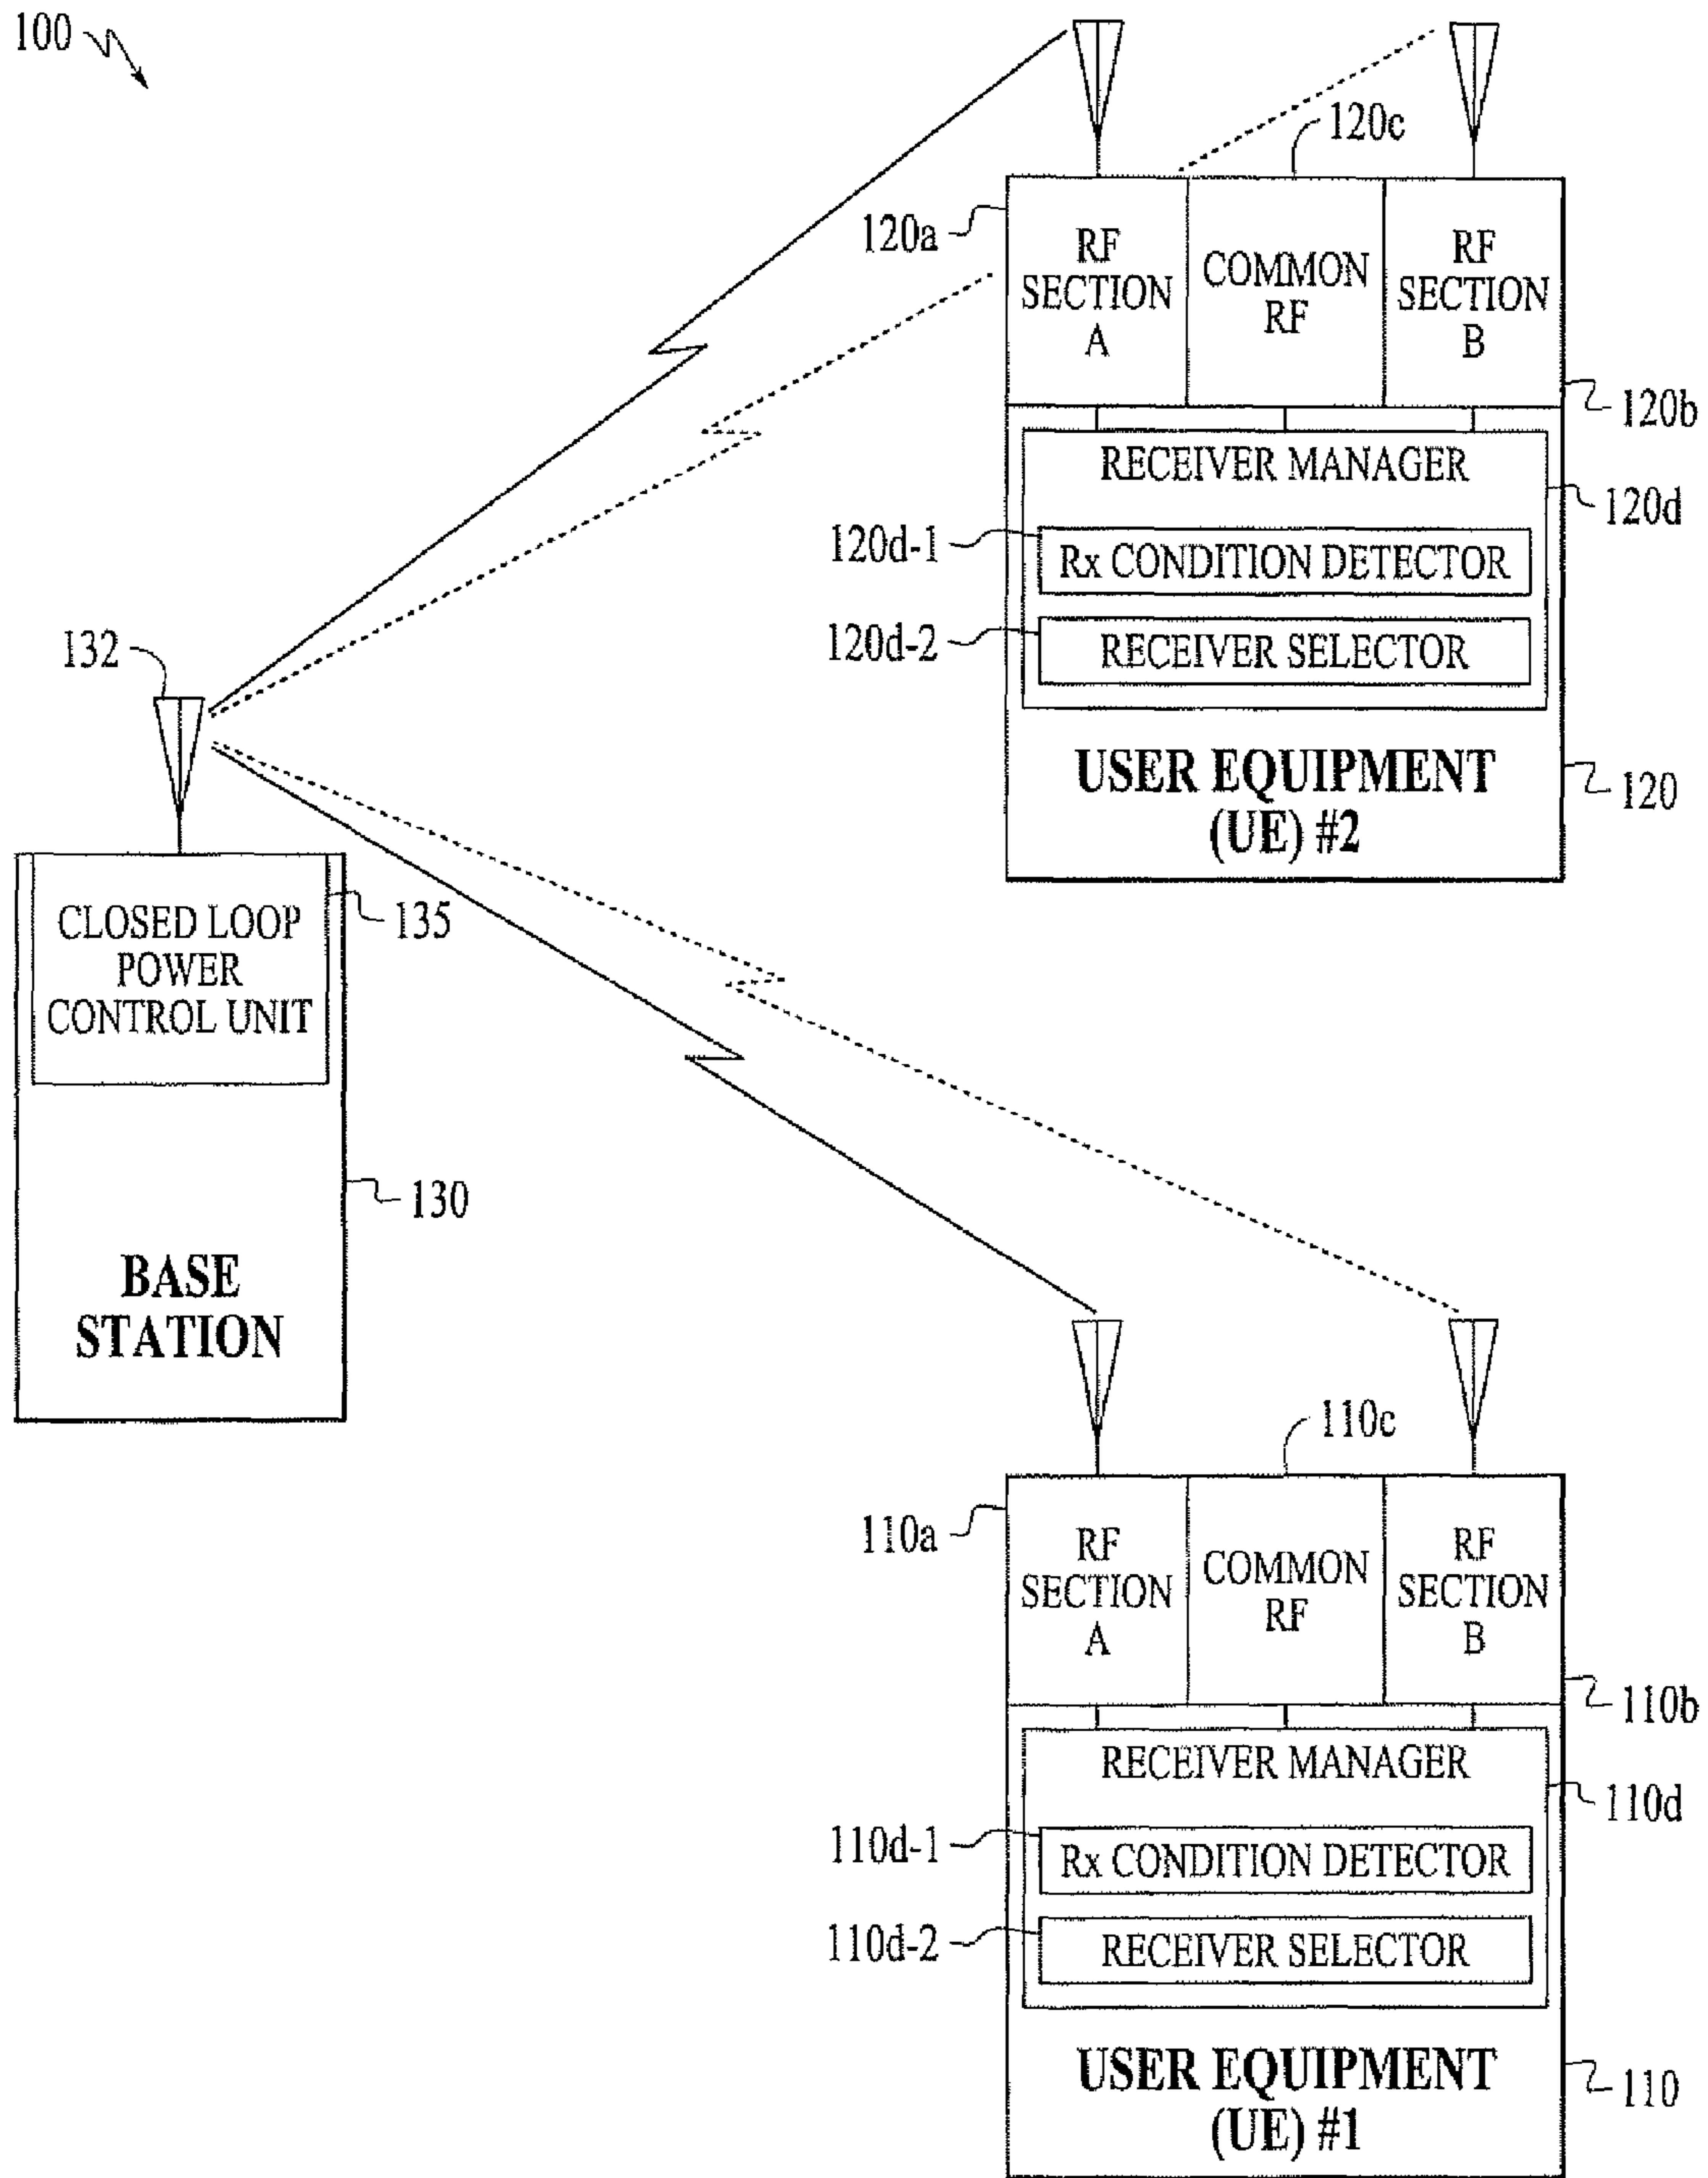 100
120c
120a
RF
SECTION
A
COMMON
RF
RF
SECTION
B
120b
RECEIVER MANAGER
120d
120d-1
Rx CONDITION DETECTOR
120d-2
RECEIVER SELECTOR
USER EQUIPMENT
(UE) #2
120
132
CLOSED LOOP
POWER
CONTROL UNIT
135
130
BASE
STATION
110c
110a
RF
SECTION
A
COMMON
RF
RF
SECTION
B
110b
RECEIVER MANAGER
110d
110d-1
Rx CONDITION DETECTOR
110d-2
RECEIVER SELECTOR
USER EQUIPMENT
(UE) #1
110